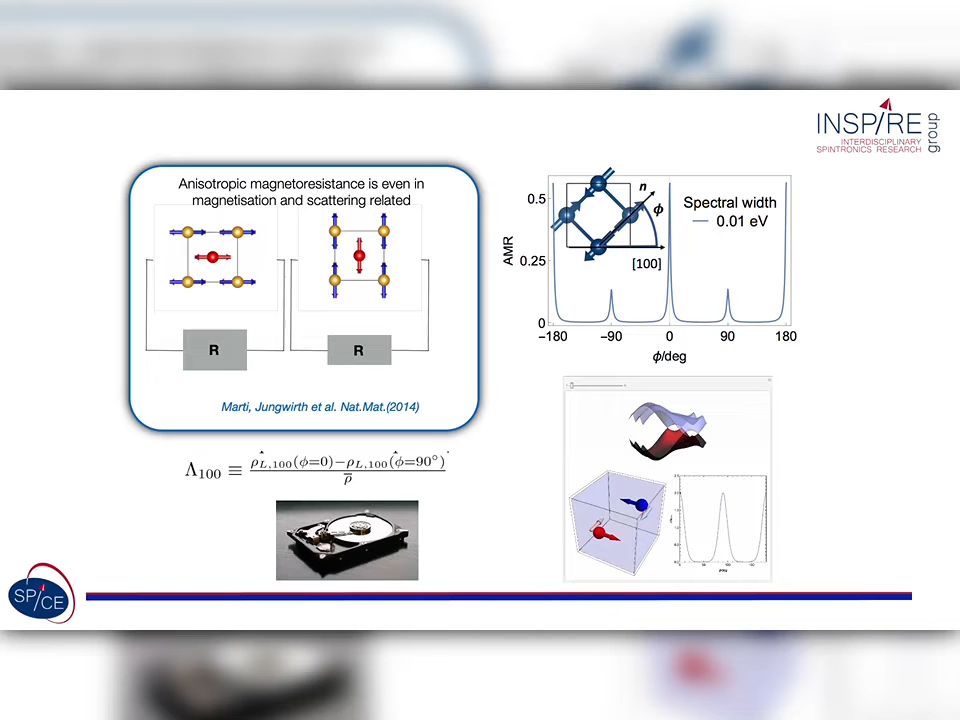 INSPIRE
group
INTERDISCIPLINARY
SPINTRONICS RESEARCH
Anisotropic magnetoresistance is even in
magnetisation and scattering related
R
R
Marti, Jungwirth et al. Nat.Mat.(2014)
Λ100 ≡ ρL,100(ϕ=0)−ρL,100(ϕ=90°)
ρ̅
AMR
0.5
0.25
0
n
ϕ
[100]
Spectral width
0.01 eV
−180
−90
0
90
180
ϕ/deg
SP/CE